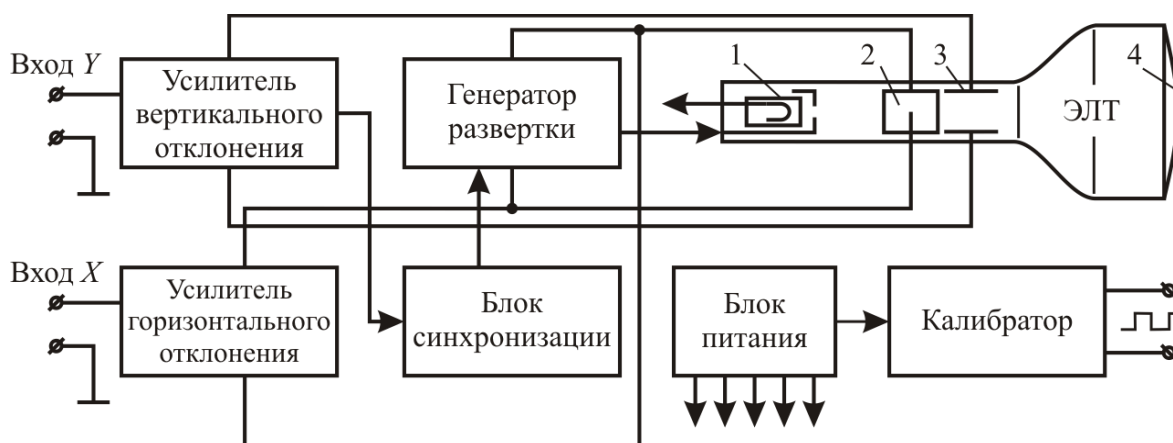 Вход Y
Усилитель
вертикального
отклонения
Генератор
развертки
1
2
3
4
ЭЛТ
Вход X
Усилитель
горизонтального
отклонения
Блок
синхронизации
Блок
питания
Калибратор